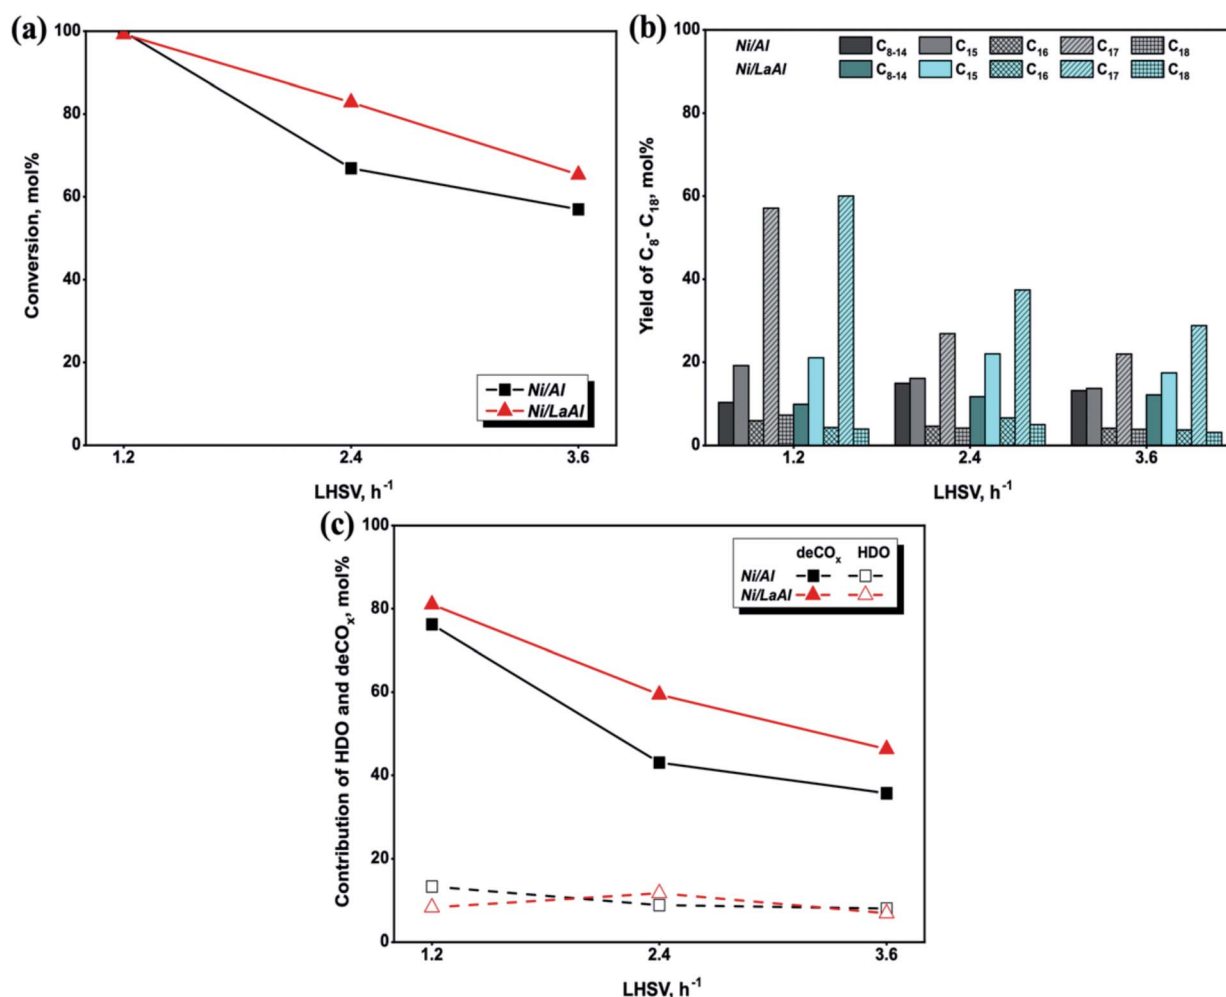 (a)
100
80
60
40
20
0
Conversion, mol%
Ni/Al
Ni/LaAl
1.2 2.4 3.6
LHSV, h⁻¹
(b)
100
80
60
40
20
0
Yield of C₈- C₁₈, mol%
Ni/Al C₈₋₁₄ C₁₅ C₁₆ C₁₇ C₁₈
Ni/LaAl C₈₋₁₄ C₁₅ C₁₆ C₁₇ C₁₈
1.2 2.4 3.6
LHSV, h⁻¹
(c)
100
80
60
40
20
0
Contribution of HDO and deCOₓ, mol%
deCOₓ HDO
Ni/Al
Ni/LaAl
1.2 2.4 3.6
LHSV, h⁻¹